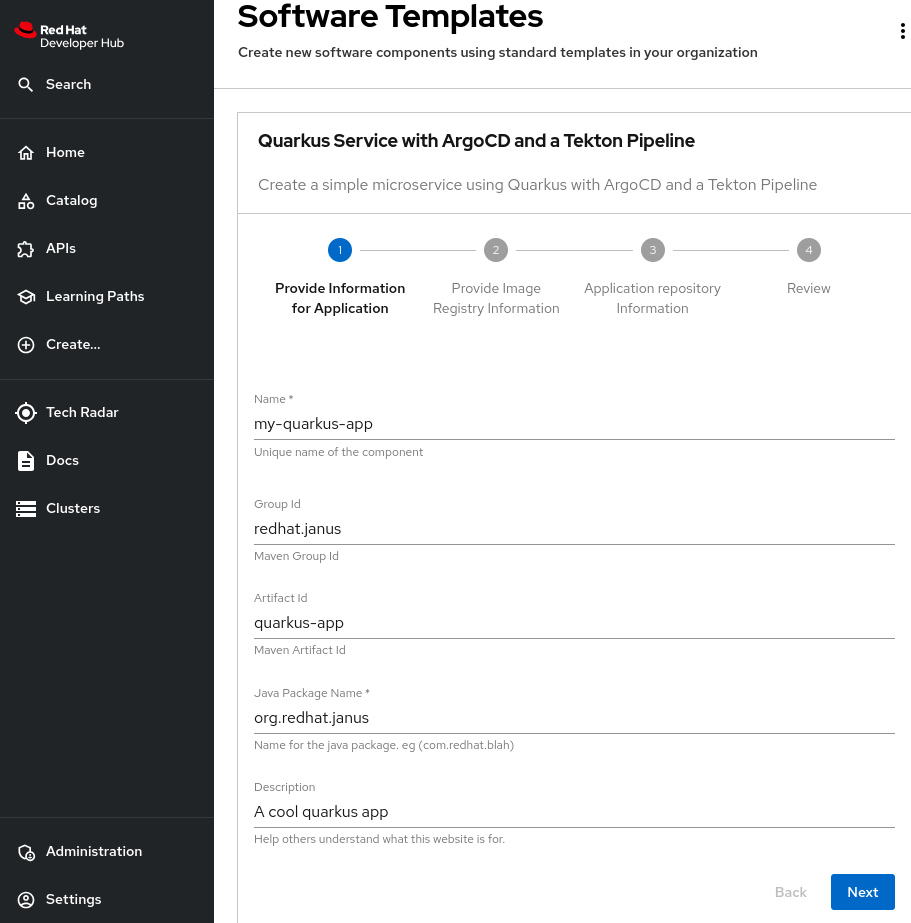 Red Hat
Developer Hub
Search
Home
Catalog
APIs
Learning Paths
Create...
Tech Radar
Docs
Clusters
Administration
Settings
Software Templates
Create new software components using standard templates in your organization
Quarkus Service with ArgoCD and a Tekton Pipeline
Create a simple microservice using Quarkus with ArgoCD and a Tekton Pipeline
1
Provide Information
for Application
2
Provide Image
Registry Information
3
Application repository
Information
4
Review
Name *
my-quarkus-app
Unique name of the component
Group Id
redhat.janus
Maven Group Id
Artifact Id
quarkus-app
Maven Artifact Id
Java Package Name *
org.redhat.janus
Name for the java package. eg (com.redhat.blah)
Description
A cool quarkus app
Help others understand what this website is for.
Back
Next